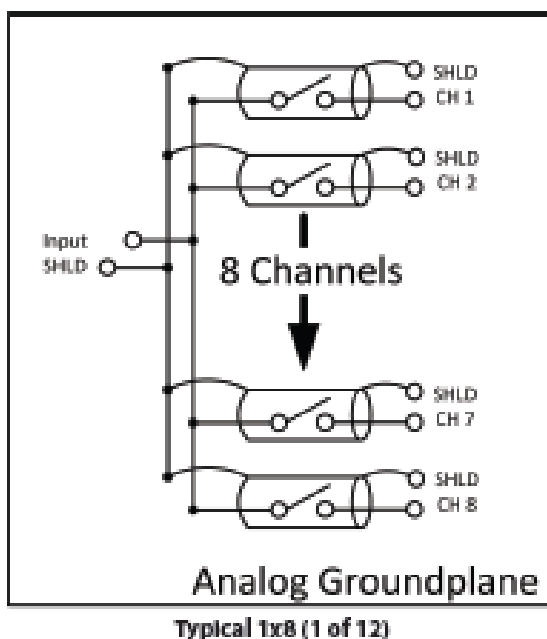 SHLD
CH 1
SHLD
CH 2
Input
SHLD
8 Channels
SHLD
CH 7
SHLD
CH 8
Analog Groundplane
Typical 1x8 (1 of 12)